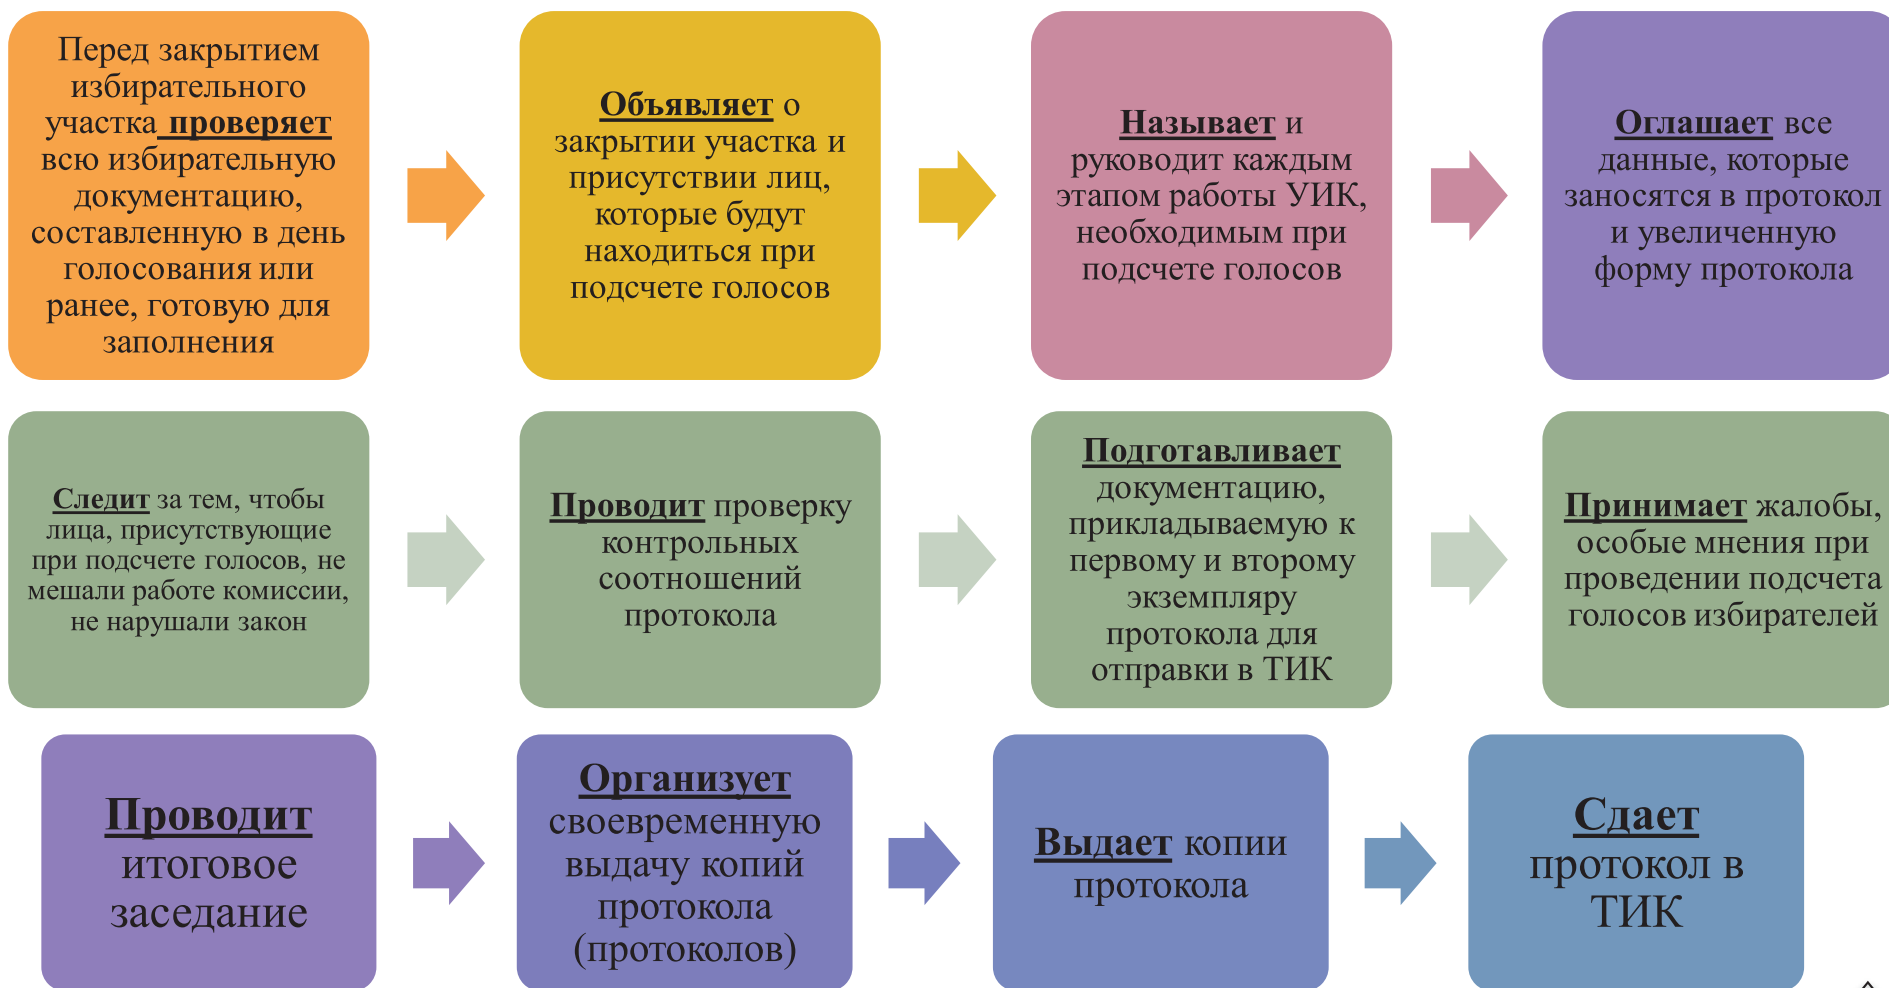 Перед закрытием
избирательного
участка проверяет
всю избирательную
документацию,
составленную в день
голосования или
ранее, готовую для
заполнения
Объявляет о
закрытии участка и
присутствии лиц,
которые будут
находиться при
подсчете голосов
Называет и
руководит каждым
этапом работы УИК,
необходимым при
подсчете голосов
Оглашает все
данные, которые
заносятся в протокол
и увеличенную
форму протокола
Следит за тем, чтобы
лица, присутствующие
при подсчете голосов, не
мешали работе комиссии,
не нарушали закон
Проводит проверку
контрольных
соотношений
протокола
Подготавливает
документацию,
прикладываемую к
первому и второму
экземпляру
протокола для
отправки в ТИК
Принимает жалобы,
особые мнения при
проведении подсчета
голосов избирателей
Проводит
итоговое
заседание
Организует
своевременную
выдачу копий
протокола
(протоколов)
Выдает копии
протокола
Сдает
протокол в
ТИК